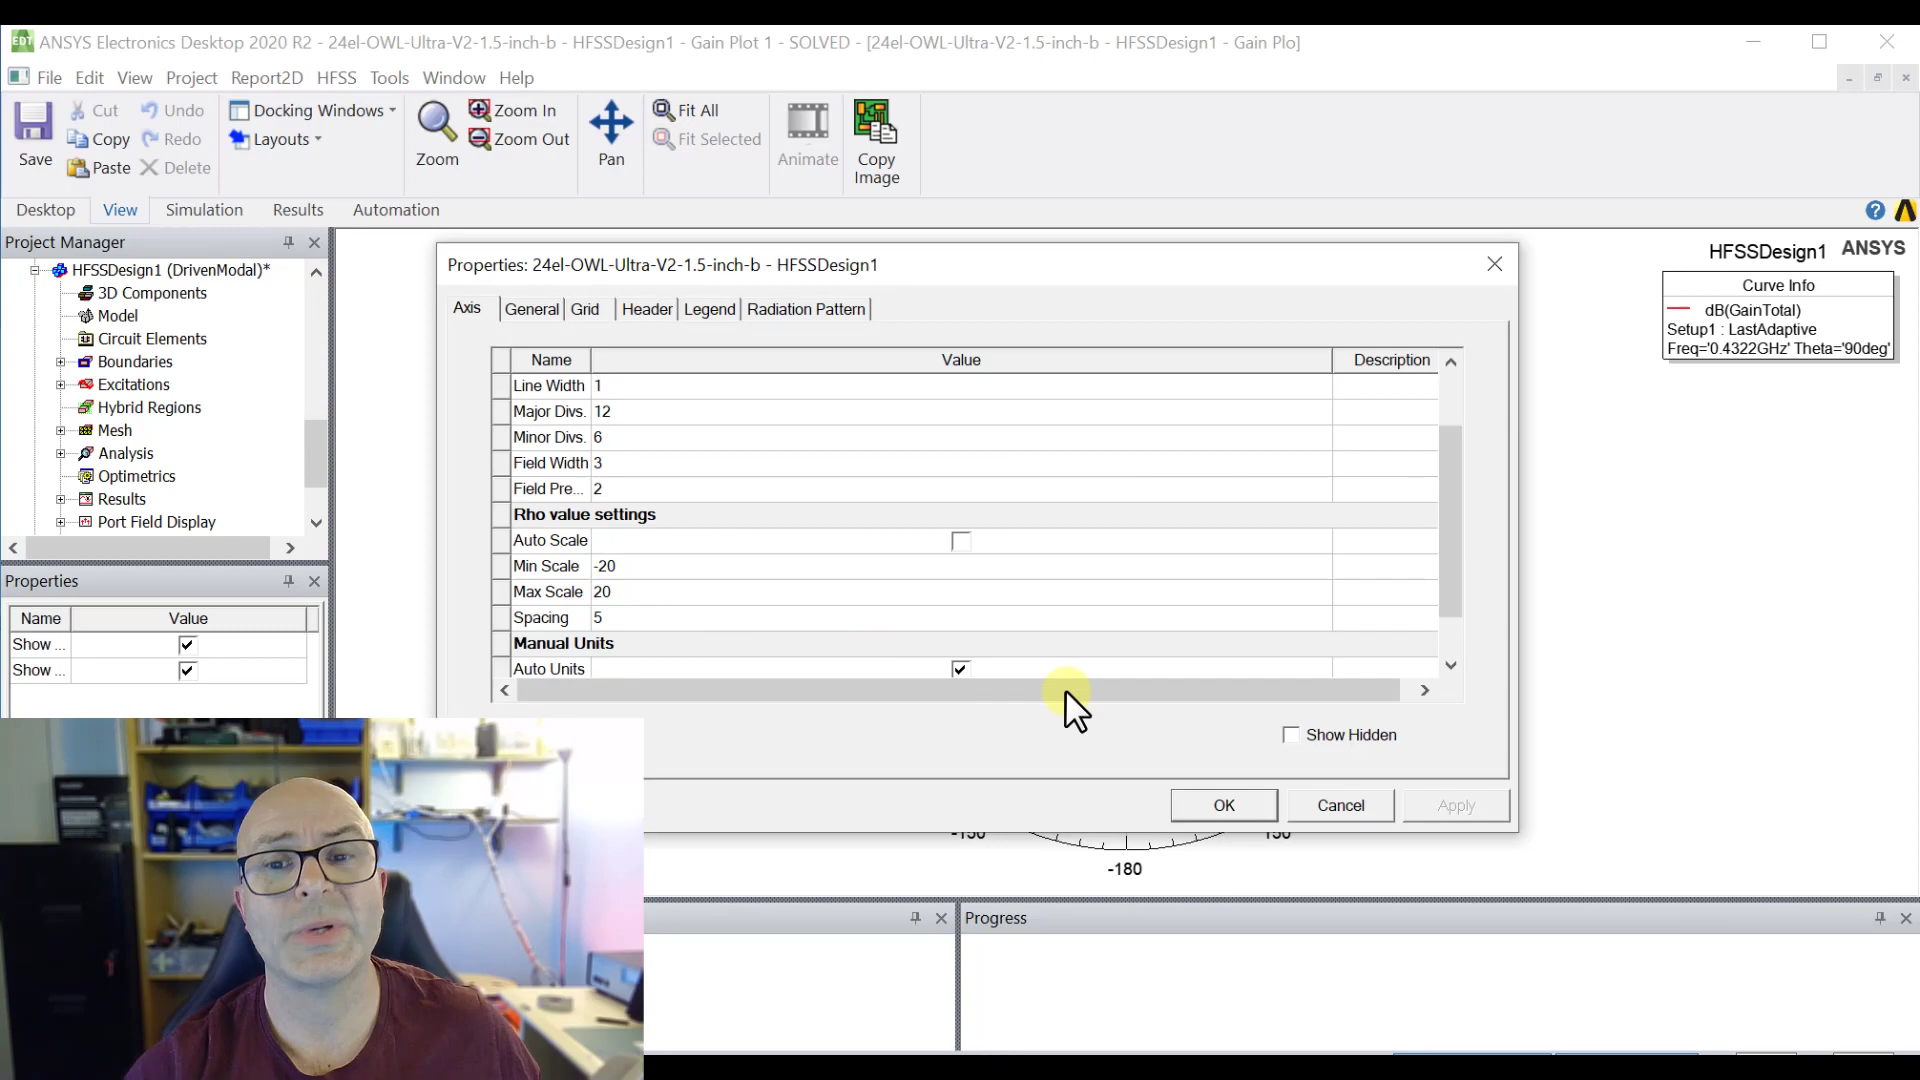 EDT ANSYS Electronics Desktop 2020 R2 - 24el-OWL-Ultra-V2-1.5-inch-b - HFSSDesign1 - Gain Plot 1 - SOLVED - [24el-OWL-Ultra-V2-1.5-inch-b - HFSSDesign1 - Gain Plo]
File Edit View Project Report2D HFSS Tools Window Help
Save
Cut
Copy
Paste
Undo
Redo
Delete
Docking Windows
Layouts
Zoom
Zoom In
Zoom Out
Pan
Fit All
Fit Selected
Animate
Copy
Image
Desktop View Simulation Results Automation
Project Manager
HFSSDesign1 (DrivenModal)*
3D Components
Model
Circuit Elements
Boundaries
Excitations
Hybrid Regions
Mesh
Analysis
Optimetrics
Results
Port Field Display
Properties
Name Value
Show ...
Show ...
Properties: 24el-OWL-Ultra-V2-1.5-inch-b - HFSSDesign1
Axis General Grid Header Legend Radiation Pattern
Name Value Description
Line Width 1
Major Divs. 12
Minor Divs. 6
Field Width 3
Field Pre... 2
Rho value settings
Auto Scale
Min Scale -20
Max Scale 20
Spacing 5
Manual Units
Auto Units
Show Hidden
OK Cancel Apply
HFSSDesign1 ANSYS
Curve Info
dB(GainTotal)
Setup1 : LastAdaptive
Freq='0.4322GHz' Theta='90deg'
-150 150
-180
Progress